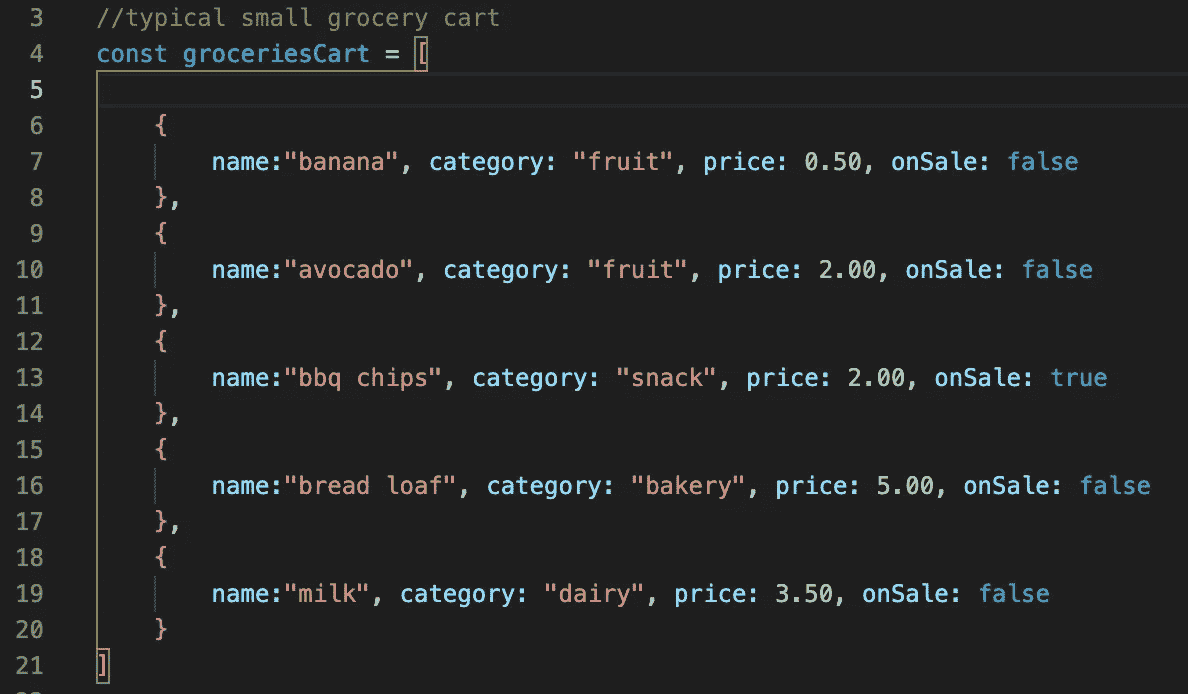 3 //typical small grocery cart
4 const groceriesCart = [
5
6 {
7 name:"banana", category: "fruit", price: 0.50, onSale: false
8 },
9 {
10 name:"avocado", category: "fruit", price: 2.00, onSale: false
11 },
12 {
13 name:"bbq chips", category: "snack", price: 2.00, onSale: true
14 },
15 {
16 name:"bread loaf", category: "bakery", price: 5.00, onSale: false
17 },
18 {
19 name:"milk", category: "dairy", price: 3.50, onSale: false
20 }
21 ]